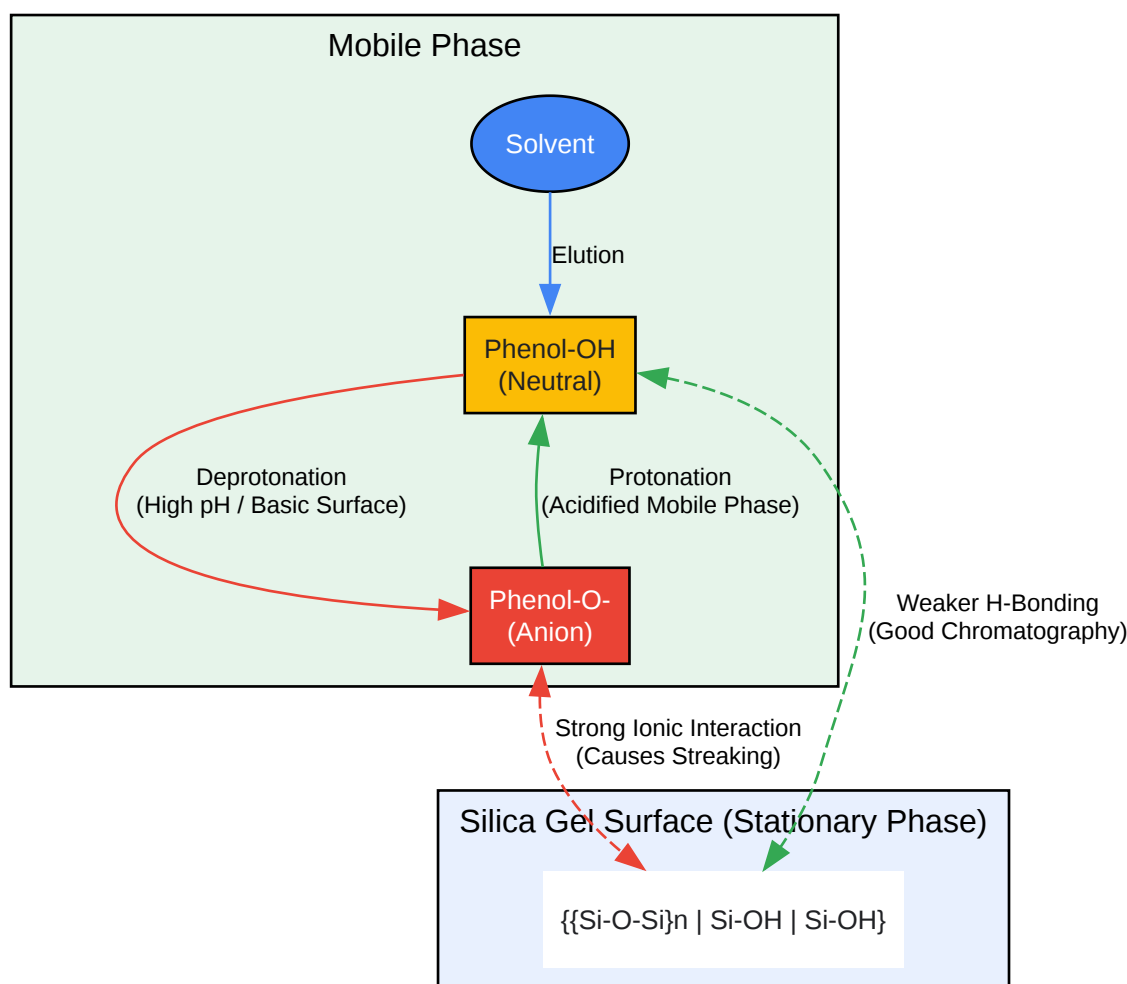 Mobile Phase
Solvent
Elution
Phenol-OH
(Neutral)
Deprotonation
(High pH / Basic Surface)
Protonation
(Acidified Mobile Phase)
Phenol-O-
(Anion)
Weaker H-Bonding
(Good Chromatography)
Strong Ionic Interaction
(Causes Streaking)
Silica Gel Surface (Stationary Phase)
{{Si-O-Si}n | Si-OH | Si-OH}